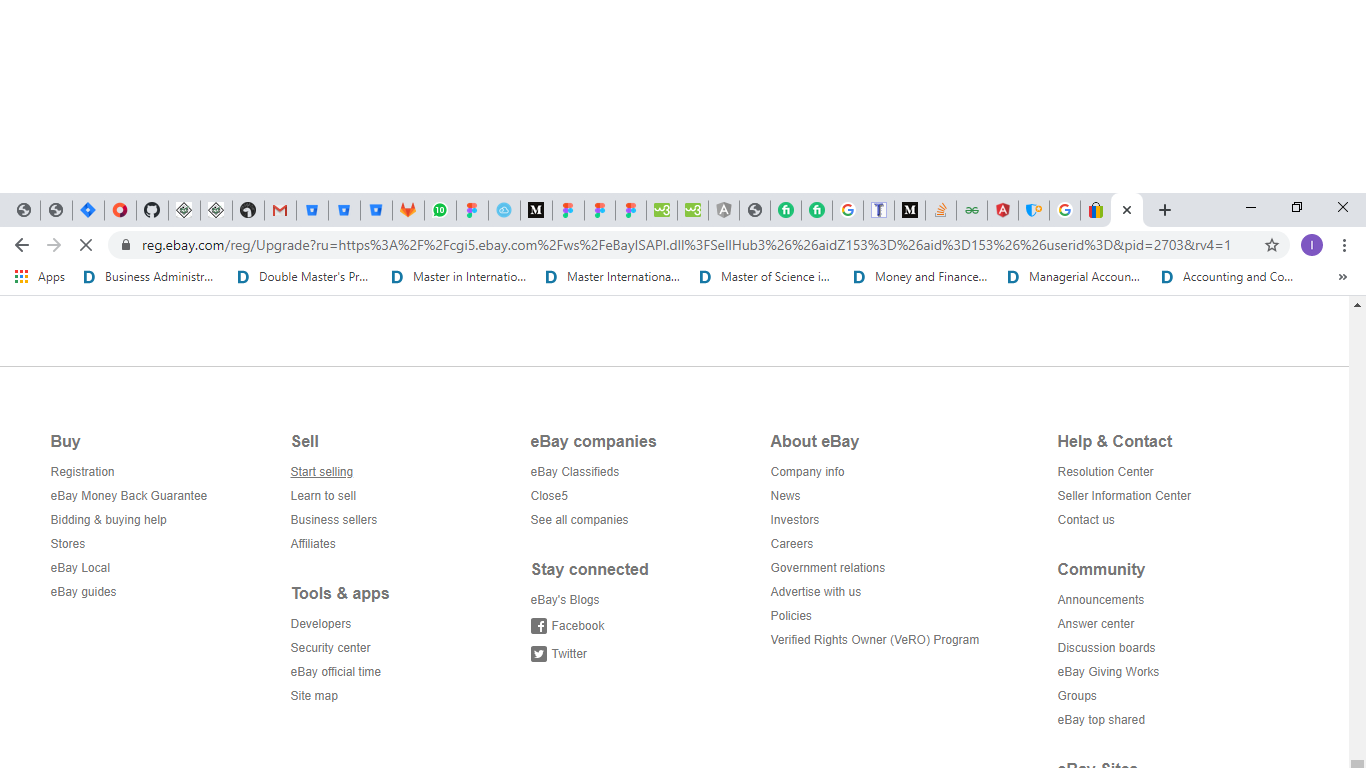 10
reg.ebay.com/reg/Upgrade?ru=https%3A%2F%2Fcgi5.ebay.com%2Fws%2FeBayISAPI.dll%3FSellHub3%26%26aidZ153%3D%26aid%3D153%26%26userid%3D&pid=2703&rv4=1
I
Apps
Business Administr...
Double Master's Pr...
Master in Internatio...
Master Internationa...
Master of Science i...
Money and Finance...
Managerial Accoun...
Accounting and Co...
»
Buy
Registration
eBay Money Back Guarantee
Bidding & buying help
Stores
eBay Local
eBay guides
Sell
Start selling
Learn to sell
Business sellers
Affiliates
Tools & apps
Developers
Security center
eBay official time
Site map
eBay companies
eBay Classifieds
Close5
See all companies
Stay connected
eBay's Blogs
Facebook
Twitter
About eBay
Company info
News
Investors
Careers
Government relations
Advertise with us
Policies
Verified Rights Owner (VeRO) Program
Help & Contact
Resolution Center
Seller Information Center
Contact us
Community
Announcements
Answer center
Discussion boards
eBay Giving Works
Groups
eBay top shared
eBay Sites